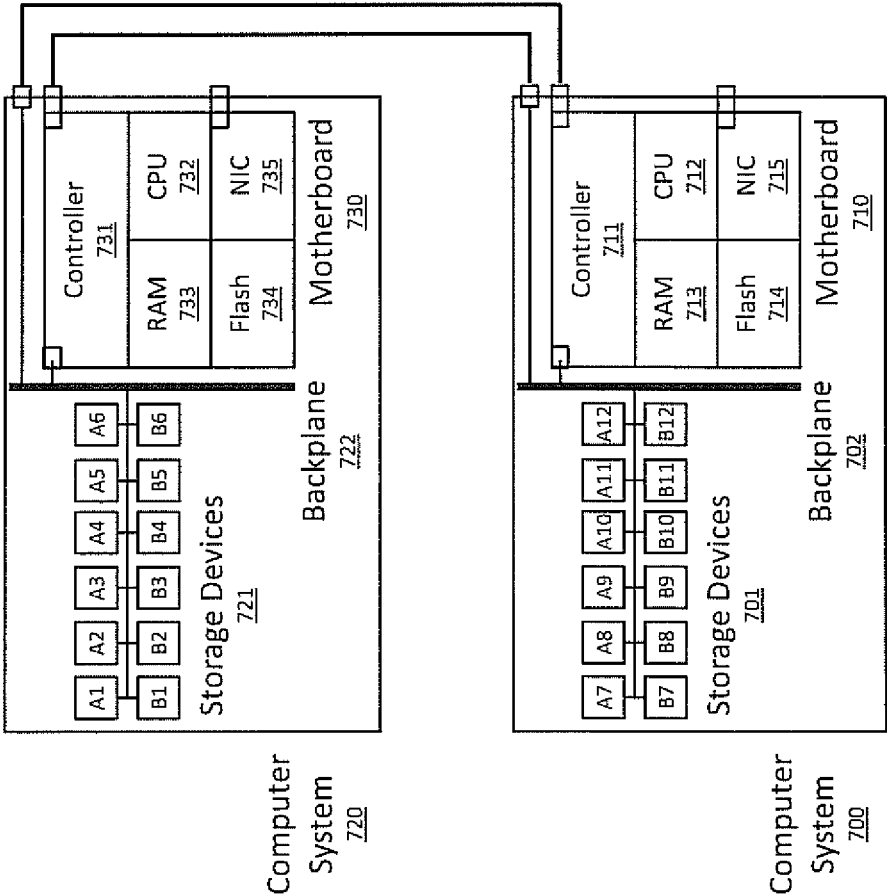 Computer
System
720
A1
A2
A3
A4
A5
A6
B1
B2
B3
B4
B5
B6
Storage Devices
721
Backplane
722
Controller
731
RAM
733
CPU
732
Flash
734
NIC
735
Motherboard
730
Computer
System
700
A7
A8
A9
A10
A11
A12
B7
B8
B9
B10
B11
B12
Storage Devices
701
Backplane
702
Controller
711
RAM
713
CPU
712
Flash
714
NIC
715
Motherboard
710